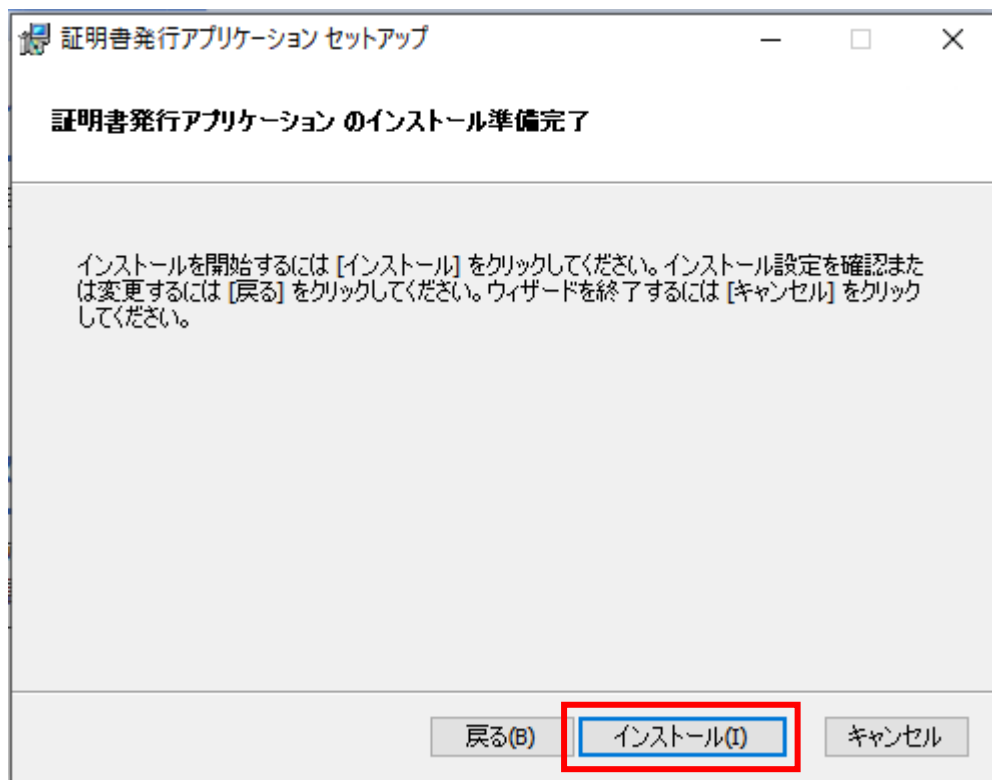 証明書発行アプリケーション セットアップ
証明書発行アプリケーション のインストール準備完了
インストールを開始するには [インストール] をクリックしてください。インストール設定を確認また
は変更するには [戻る] をクリックしてください。ウィザードを終了するには [キャンセル] をクリック
してください。
戻る(B) インストール(I) キャンセル